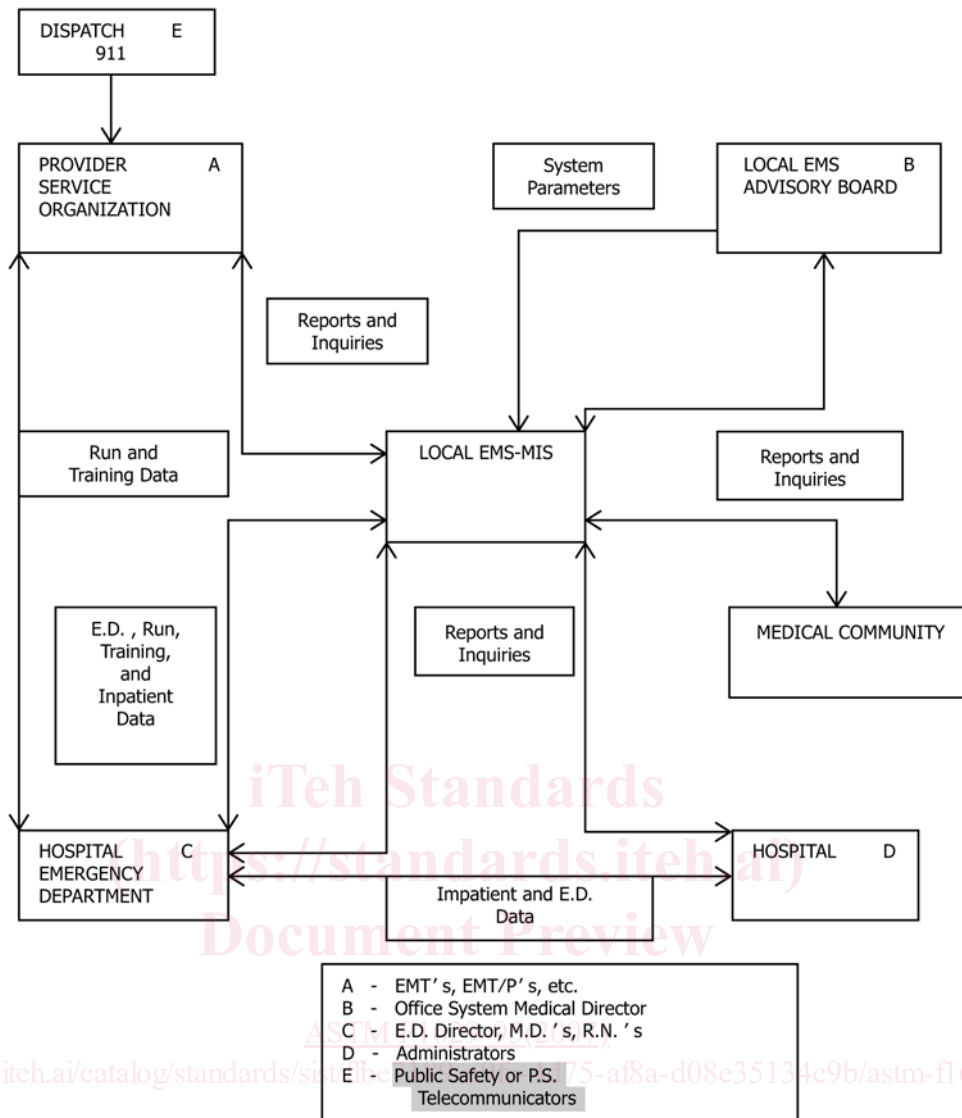 DISPATCH E
911
PROVIDER A
SERVICE
ORGANIZATION
System
Parameters
LOCAL EMS B
ADVISORY BOARD
Reports and
Inquiries
Run and
Training Data
LOCAL EMS-MIS
Reports and
Inquiries
E.D. , Run,
Training,
and
Inpatient
Data
Reports and
Inquiries
MEDICAL COMMUNITY
iTeh Standards
(https://standards.iteh.ai)
Document Preview
HOSPITAL C
EMERGENCY
DEPARTMENT
HOSPITAL D
Impatient and E.D.
Data
A - EMT's, EMT/P's, etc.
B - Office System Medical Director
C - E.D. Director, M.D. 's, R.N. 's
D - Administrators
E - Public Safety or P.S.
Telecommunicators
ASTM